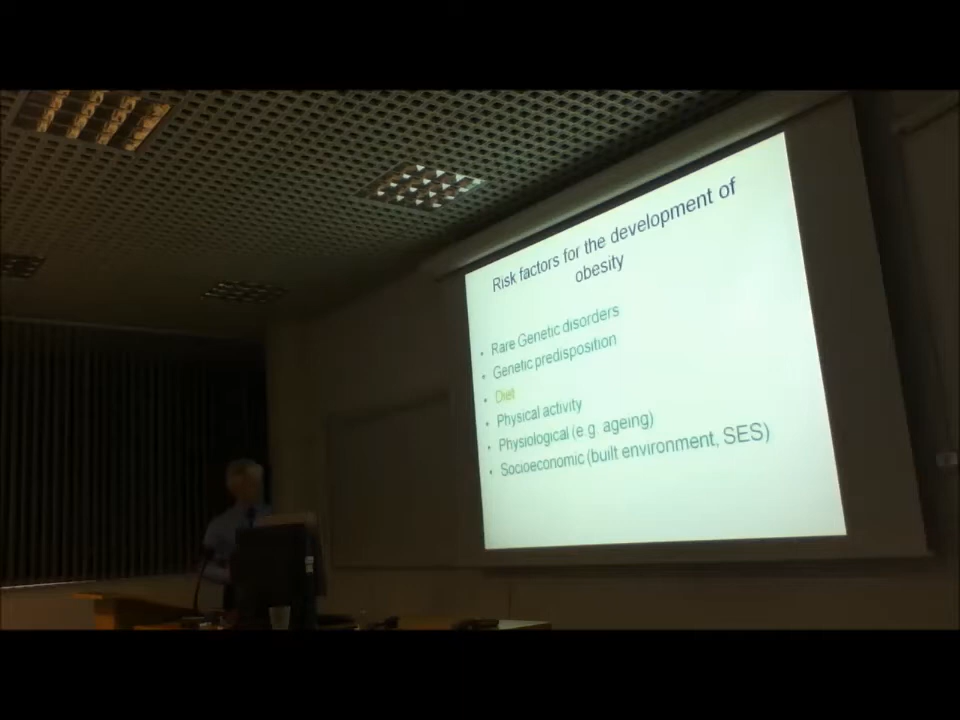 Risk factors for the development of
obesity
• Rare Genetic disorders
• Genetic predisposition
• Diet
• Physical activity
• Physiological (e.g. ageing)
• Socioeconomic (built environment, SES)